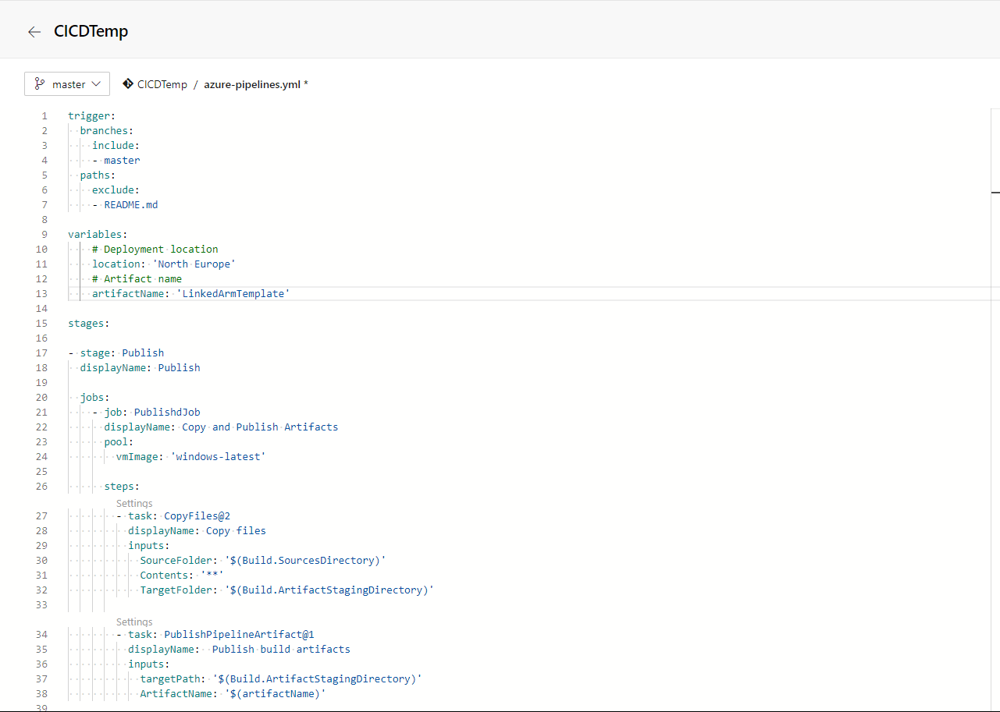 CICDTemp
master CICDTemp / azure-pipelines.yml *
1 trigger:
2   branches:
3     include:
4     - master
5   paths:
6     exclude:
7     - README.md
8
9 variables:
10     # Deployment location
11     location: 'North Europe'
12     # Artifact name
13     artifactName: 'LinkedArmTemplate'
14
15 stages:
16
17 - stage: Publish
18   displayName: Publish
19
20   jobs:
21     - job: PublishdJob
22       displayName: Copy and Publish Artifacts
23       pool:
24         vmImage: 'windows-latest'
25
26       steps:
Settings
27         - task: CopyFiles@2
28           displayName: Copy files
29           inputs:
30             SourceFolder: '$(Build.SourcesDirectory)'
31             Contents: '**'
32             TargetFolder: '$(Build.ArtifactStagingDirectory)'
33
Settings
34         - task: PublishPipelineArtifact@1
35           displayName:  Publish build artifacts
36           inputs:
37             targetPath: '$(Build.ArtifactStagingDirectory)'
38             ArtifactName: '$(artifactName)'
39